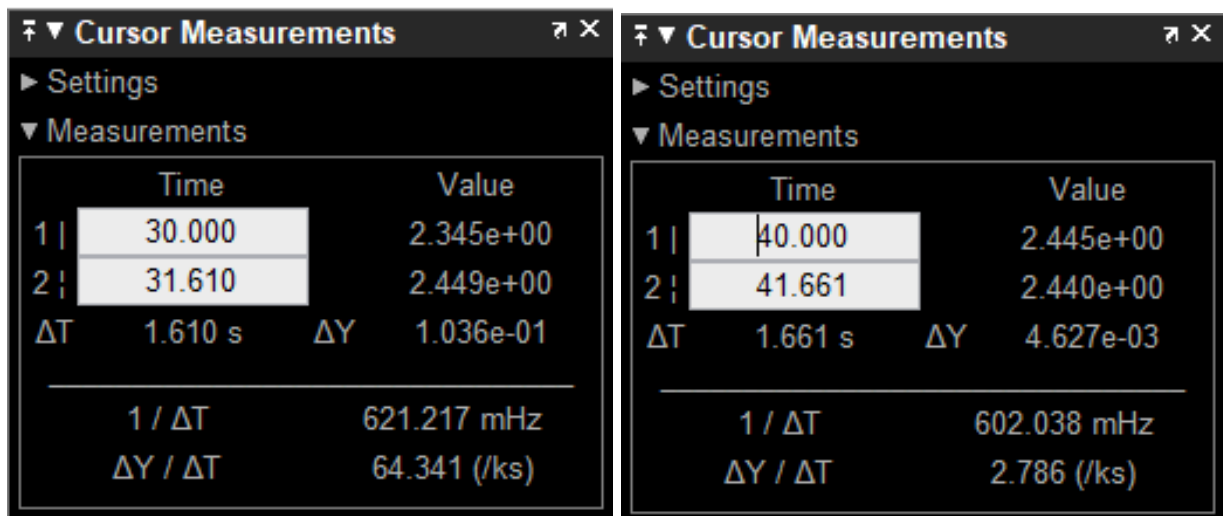 Cursor Measurements
Settings
Measurements
Time Value
1 | 30.000 2.345e+00
2 ¦ 31.610 2.449e+00
ΔT 1.610 s ΔY 1.036e-01
1 / ΔT 621.217 mHz
ΔY / ΔT 64.341 (/ks)
Cursor Measurements
Settings
Measurements
Time Value
1 | 40.000 2.445e+00
2 ¦ 41.661 2.440e+00
ΔT 1.661 s ΔY 4.627e-03
1 / ΔT 602.038 mHz
ΔY / ΔT 2.786 (/ks)